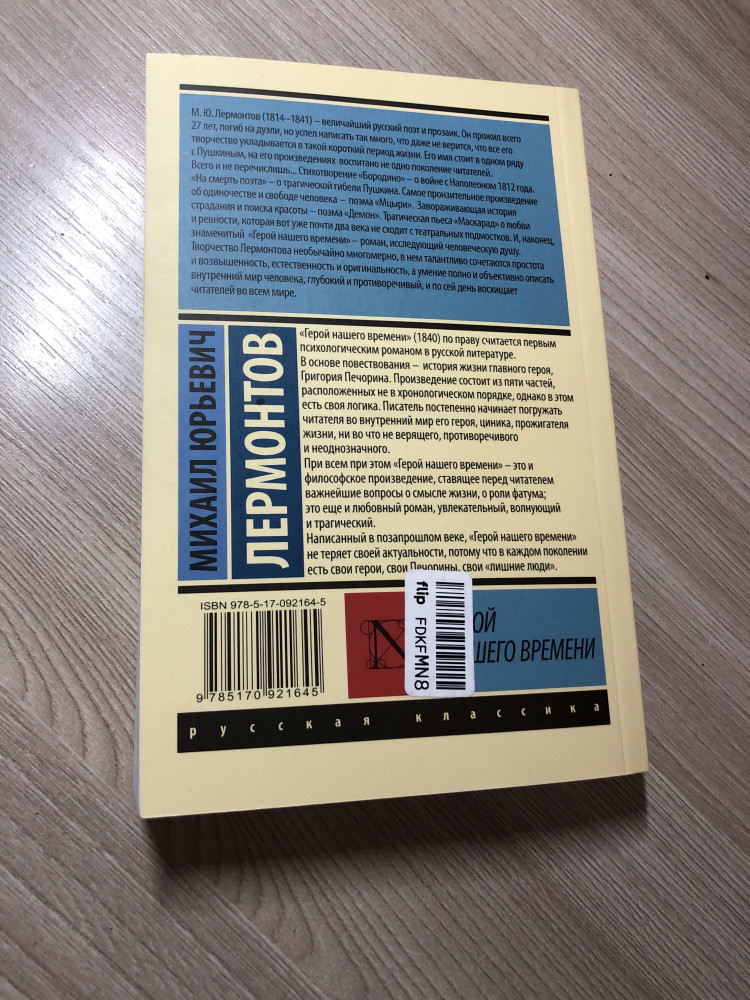 М. Ю. Лермонтов (1814–1841) – величайший русский поэт и прозаик. Он прожил всего
27 лет, погиб на дуэли, но успел написать так много, что даже не верится, что все его
творчество укладывается в такой короткий период жизни. Его имя стоит в одном ряду
с Пушкиным, на его произведениях воспитано не одно поколение читателей.
Всего и не перечислишь... Стихотворение «Бородино» – о войне с Наполеоном 1812 года.
«На смерть поэта» – о трагической гибели Пушкина. Самое пронзительное произведение
об одиночестве и свободе человека – поэма «Мцыри». Завораживающая история
страдания и поиска красоты – поэма «Демон». Трагическая пьеса «Маскарад» о любви
и ревности, которая вот уже почти два века не сходит с театральных подмостков. И, наконец,
знаменитый «Герой нашего времени» – роман, исследующий человеческую душу.
Творчество Лермонтова необычайно многомерно, в нем талантливо сочетаются простота
и возвышенность, естественность и оригинальность, а умение полно и объективно описать
внутренний мир человека, глубокий и противоречивый, и по сей день восхищает
читателей во всем мире.
МИХАИЛ ЮРЬЕВИЧ
ЛЕРМОНТОВ
«Герой нашего времени» (1840) по праву считается первым
психологическим романом в русской литературе.
В основе повествования – история жизни главного героя,
Григория Печорина. Произведение состоит из пяти частей,
расположенных не в хронологическом порядке, однако в этом
есть своя логика. Писатель постепенно начинает погружать
читателя во внутренний мир его героя, циника, прожигателя
жизни, ни во что не верящего, противоречивого
и неоднозначного.
При всем при этом «Герой нашего времени» – это и
философское произведение, ставящее перед читателем
важнейшие вопросы о смысле жизни, о роли фатума;
это еще и любовный роман, увлекательный, волнующий
и трагический.
Написанный в позапрошлом веке, «Герой нашего времени»
не теряет своей актуальности, потому что в каждом поколении
есть свои герои, свои Печорины, свои «лишние люди».
ISBN 978-5-17-092164-5
9 785170 921645
N
flip FDKFMN8
ОЙ
ШЕГО ВРЕМЕНИ
русская классика